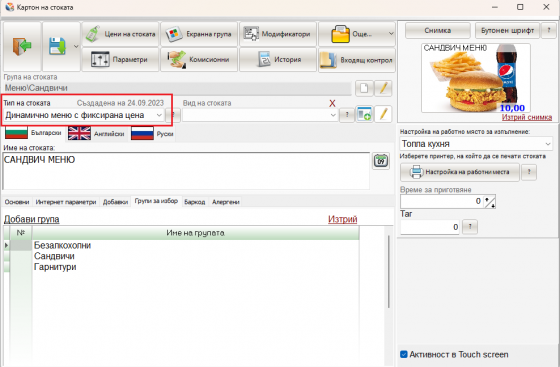 Картон на стоката
Цени на стоката
Екранна група
Модификатори
Още...
Параметри
Комисионни
История
Входящ контрол
Снимка
Бутонен шрифт
?
САНДВИЧ МЕНЮ
10,00
Изтрий снимка
Група на стоката
Меню\Сандвичи
Тип на стоката
Създадена на 24.09.2023
Вид на стоката
X
Динамично меню с фиксирана цена
?
?
Български
Английски
Руски
Име на стоката:
САНДВИЧ МЕНЮ
09
Настройка на работно място за изпълнение:
Топла кухня
Изберете принтер, на който да се печати стоката
Настройка на работни места
?
Време за приготвяне
0
Таг
0
?
Основни
Интернет параметри
Добавки
Групи за избор
Баркод
Алергени
Добави група
Изтрий
№
Име на групата
Безалкохолни
Сандвичи
Гарнитури
Активност в Touch screen